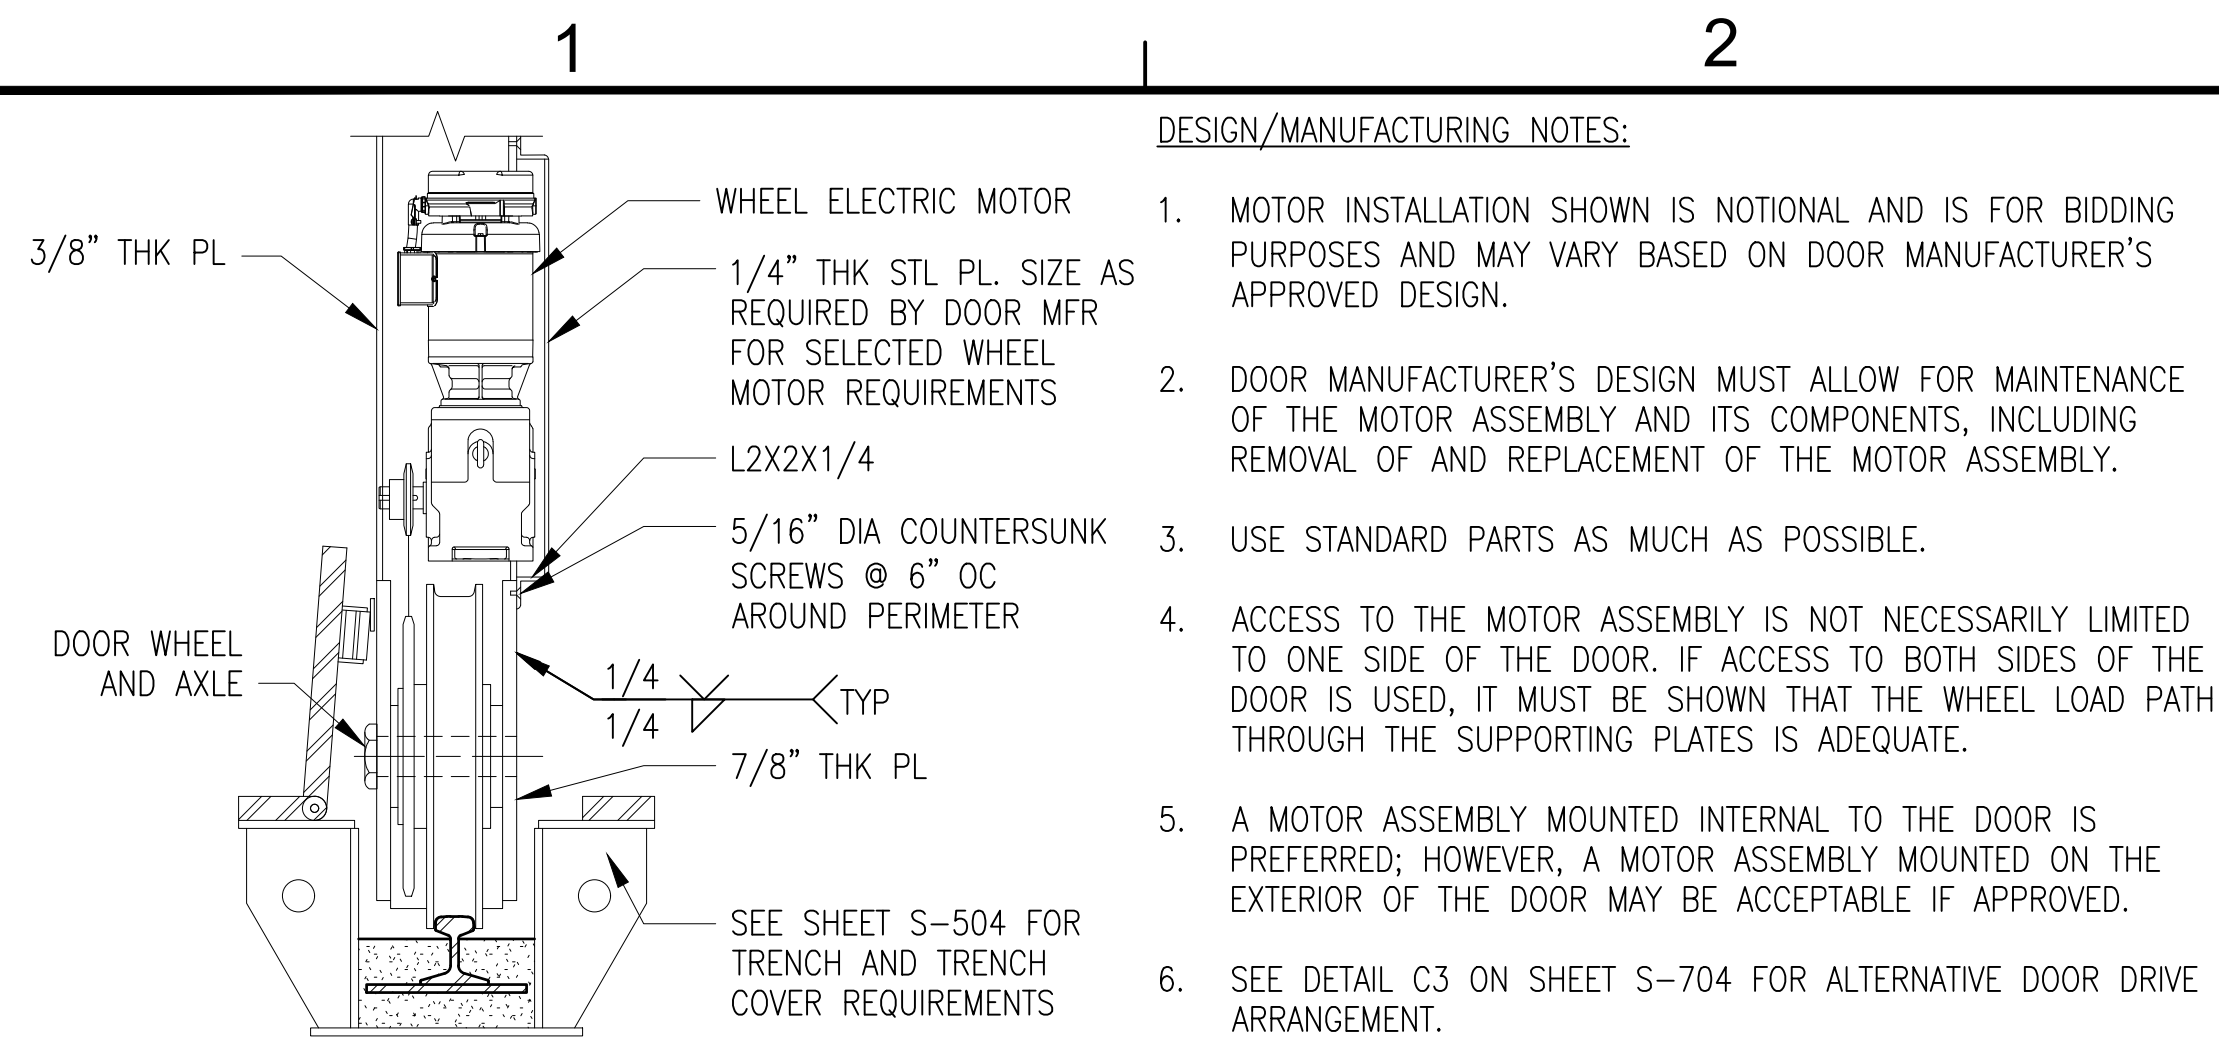 1
2
3/8" THK PL
WHEEL ELECTRIC MOTOR
1/4" THK STL PL. SIZE AS
REQUIRED BY DOOR MFR
FOR SELECTED WHEEL
MOTOR REQUIREMENTS
L2X2X1/4
5/16" DIA COUNTERSUNK
SCREWS @ 6" OC
AROUND PERIMETER
DOOR WHEEL
AND AXLE
1/4
1/4
TYP
7/8" THK PL
SEE SHEET S-504 FOR
TRENCH AND TRENCH
COVER REQUIREMENTS
DESIGN/MANUFACTURING NOTES:
1. MOTOR INSTALLATION SHOWN IS NOTIONAL AND IS FOR BIDDING
PURPOSES AND MAY VARY BASED ON DOOR MANUFACTURER'S
APPROVED DESIGN.
2. DOOR MANUFACTURER'S DESIGN MUST ALLOW FOR MAINTENANCE
OF THE MOTOR ASSEMBLY AND ITS COMPONENTS, INCLUDING
REMOVAL OF AND REPLACEMENT OF THE MOTOR ASSEMBLY.
3. USE STANDARD PARTS AS MUCH AS POSSIBLE.
4. ACCESS TO THE MOTOR ASSEMBLY IS NOT NECESSARILY LIMITED
TO ONE SIDE OF THE DOOR. IF ACCESS TO BOTH SIDES OF THE
DOOR IS USED, IT MUST BE SHOWN THAT THE WHEEL LOAD PATH
THROUGH THE SUPPORTING PLATES IS ADEQUATE.
5. A MOTOR ASSEMBLY MOUNTED INTERNAL TO THE DOOR IS
PREFERRED; HOWEVER, A MOTOR ASSEMBLY MOUNTED ON THE
EXTERIOR OF THE DOOR MAY BE ACCEPTABLE IF APPROVED.
6. SEE DETAIL C3 ON SHEET S-704 FOR ALTERNATIVE DOOR DRIVE
ARRANGEMENT.